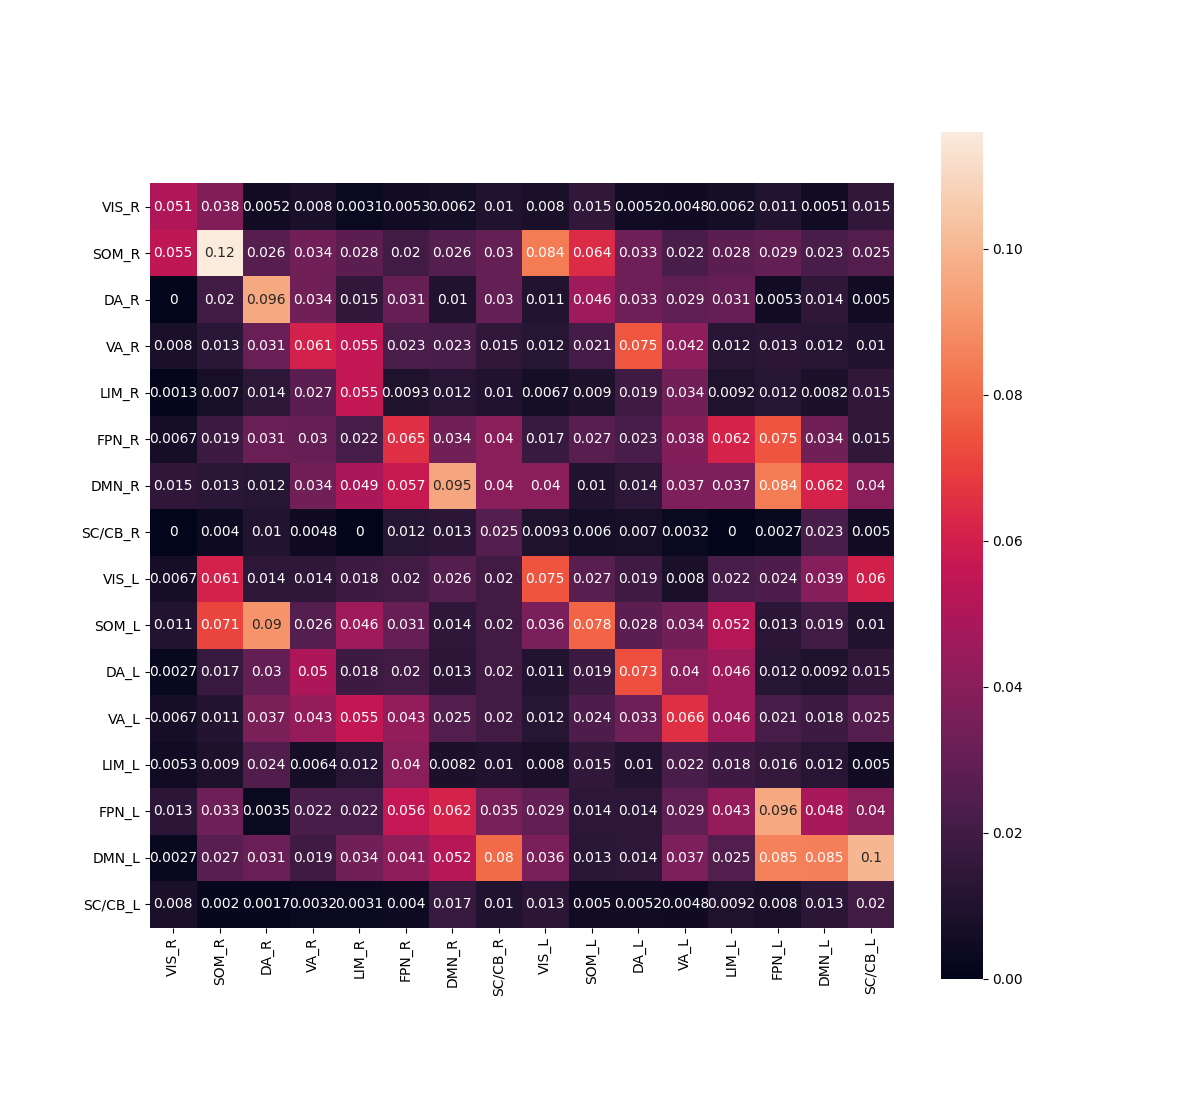 VIS_R 0.051 0.038 0.0052 0.008 0.0031 0.0053 0.0062 0.01 0.008 0.015 0.0052 0.0048 0.0062 0.011 0.0051 0.015
SOM_R 0.055 0.12 0.026 0.034 0.028 0.02 0.026 0.03 0.084 0.064 0.033 0.022 0.028 0.029 0.023 0.025
DA_R 0 0.02 0.096 0.034 0.015 0.031 0.01 0.03 0.011 0.046 0.033 0.029 0.031 0.0053 0.014 0.005
VA_R 0.008 0.013 0.031 0.061 0.055 0.023 0.023 0.015 0.012 0.021 0.075 0.042 0.012 0.013 0.012 0.01
LIM_R 0.0013 0.007 0.014 0.027 0.055 0.0093 0.012 0.01 0.0067 0.009 0.019 0.034 0.0092 0.012 0.0082 0.015
FPN_R 0.0067 0.019 0.031 0.03 0.022 0.065 0.034 0.04 0.017 0.027 0.023 0.038 0.062 0.075 0.034 0.015
DMN_R 0.015 0.013 0.012 0.034 0.049 0.057 0.095 0.04 0.04 0.01 0.014 0.037 0.037 0.084 0.062 0.04
SC/CB_R 0 0.004 0.01 0.0048 0 0.012 0.013 0.025 0.0093 0.006 0.007 0.0032 0 0.0027 0.023 0.005
VIS_L 0.0067 0.061 0.014 0.014 0.018 0.02 0.026 0.02 0.075 0.027 0.019 0.008 0.022 0.024 0.039 0.06
SOM_L 0.011 0.071 0.09 0.026 0.046 0.031 0.014 0.02 0.036 0.078 0.028 0.034 0.052 0.013 0.019 0.01
DA_L 0.0027 0.017 0.03 0.05 0.018 0.02 0.013 0.02 0.011 0.019 0.073 0.04 0.046 0.012 0.0092 0.015
VA_L 0.0067 0.011 0.037 0.043 0.055 0.043 0.025 0.02 0.012 0.024 0.033 0.066 0.046 0.021 0.018 0.025
LIM_L 0.0053 0.009 0.024 0.0064 0.012 0.04 0.0082 0.01 0.008 0.015 0.01 0.022 0.018 0.016 0.012 0.005
FPN_L 0.013 0.033 0.0035 0.022 0.022 0.056 0.062 0.035 0.029 0.014 0.014 0.029 0.043 0.096 0.048 0.04
DMN_L 0.0027 0.027 0.031 0.019 0.034 0.041 0.052 0.08 0.036 0.013 0.014 0.037 0.025 0.085 0.085 0.1
SC/CB_L 0.008 0.002 0.0017 0.0032 0.0031 0.004 0.017 0.01 0.013 0.005 0.0052 0.0048 0.0092 0.008 0.013 0.02
VIS_R SOM_R DA_R VA_R LIM_R FPN_R DMN_R SC/CB_R VIS_L SOM_L DA_L VA_L LIM_L FPN_L DMN_L SC/CB_L
0.10
0.08
0.06
0.04
0.02
0.00